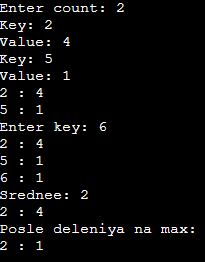 Enter count: 2
Key: 2
Value: 4
Key: 5
Value: 1
2 : 4
5 : 1
Enter key: 6
2 : 4
5 : 1
6 : 1
Srednee: 2
2 : 4
Posle deleniya na max:
2 : 1